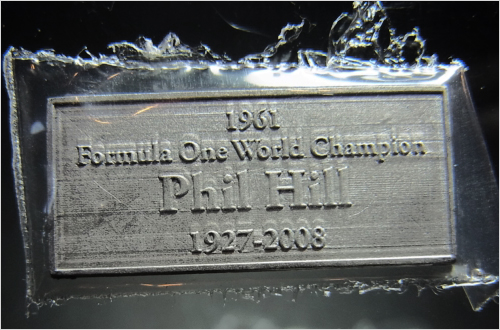 1961
Formula One World Champion
Phil Hill
1927-2008